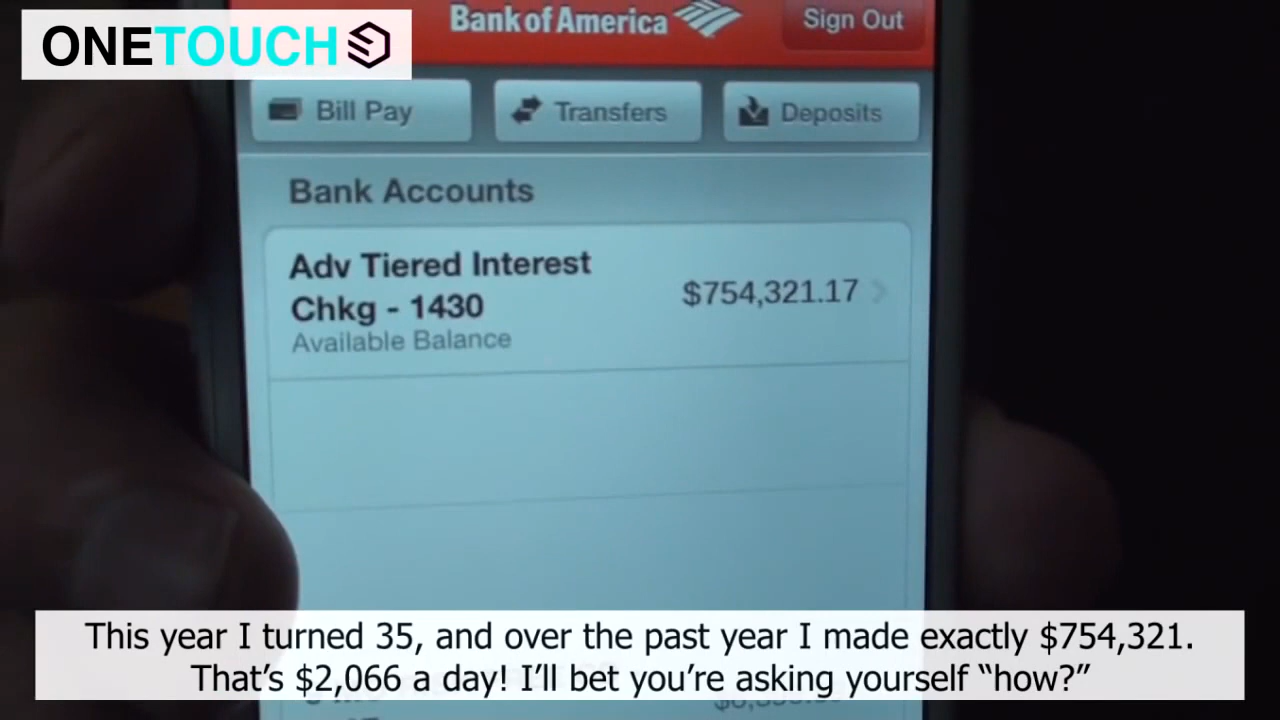 ONETOUCH
Bank of America
Sign Out
Bill Pay
Transfers
Deposits
Bank Accounts
Adv Tiered Interest
Chkg - 1430
$754,321.17
Available Balance
This year I turned 35, and over the past year I made exactly $754,321.
That's $2,066 a day! I'll bet you're asking yourself “how?”